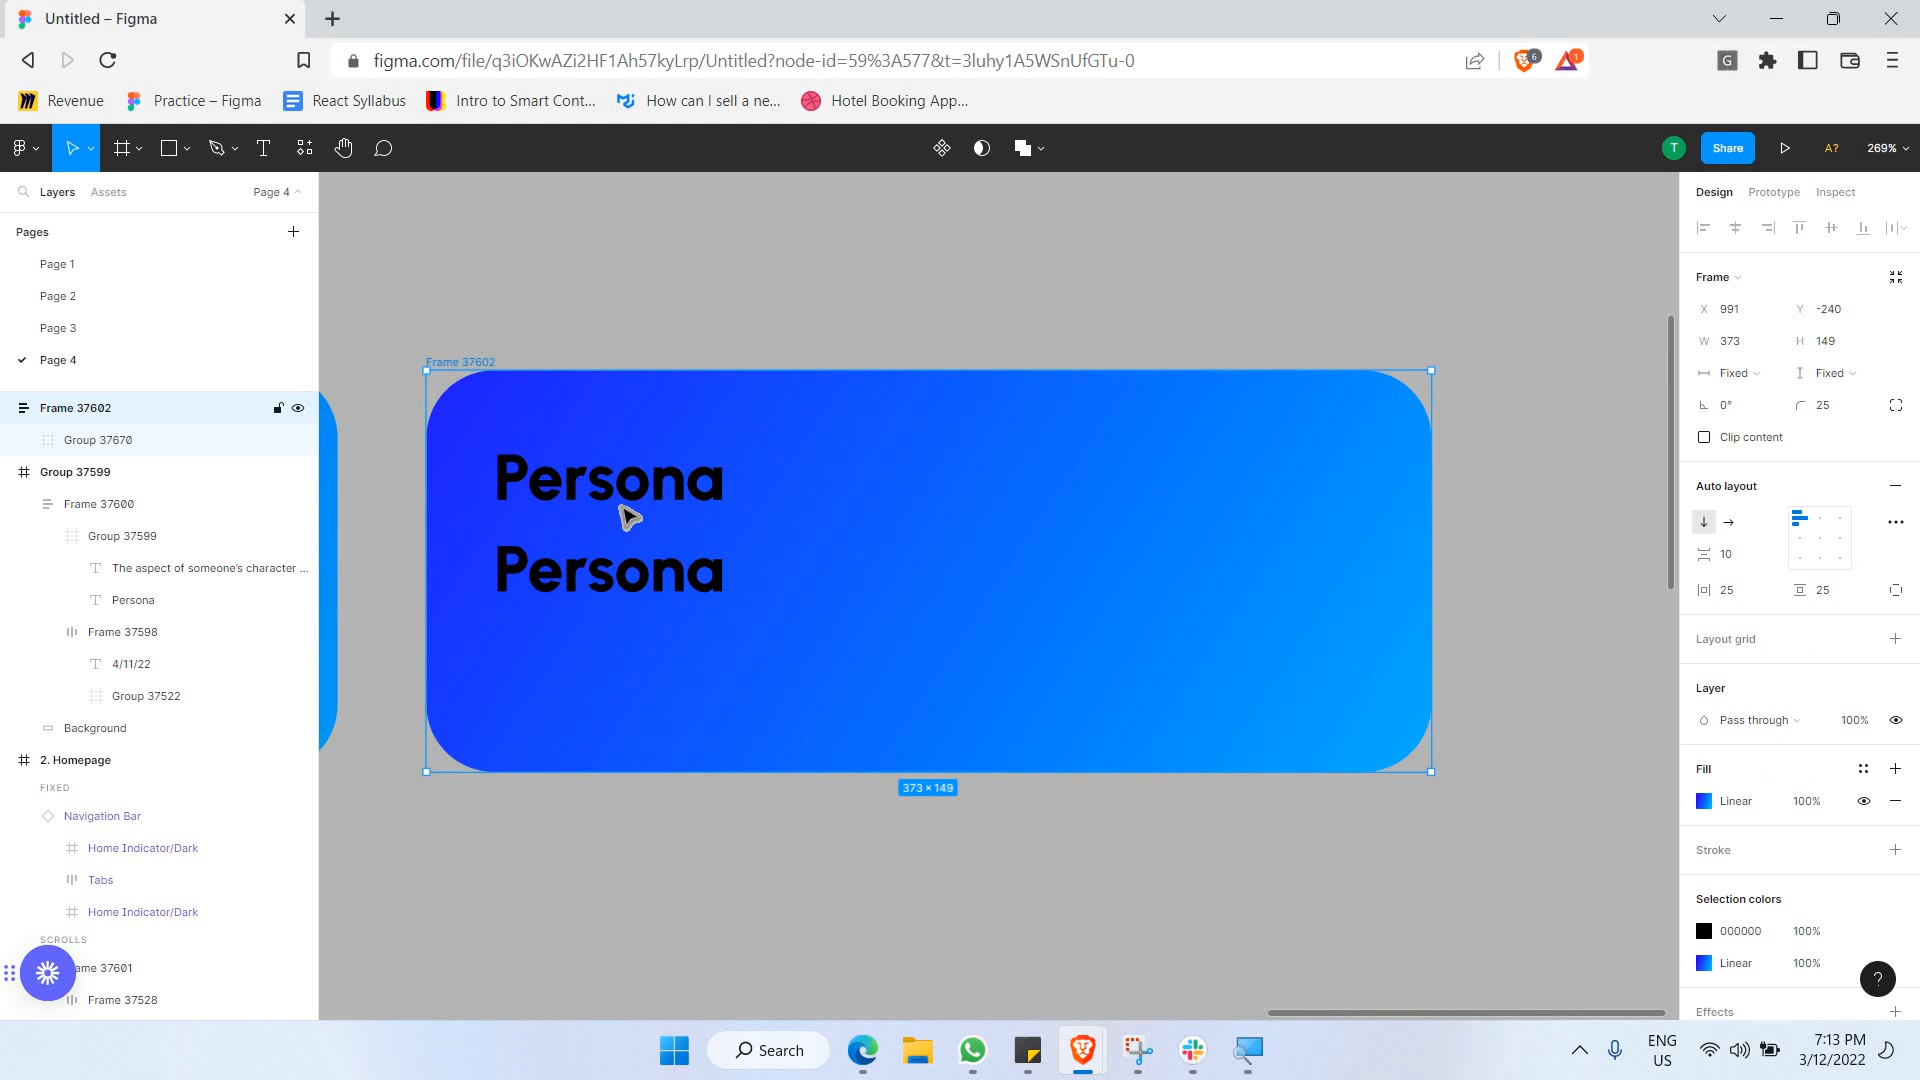 Untitled – Figma
figma.com/file/q3iOKwAZi2HF1Ah57kyLrp/Untitled?node-id=59%3A577&t=3luhy1A5WSnUfGTu-0
6
1
G
Revenue
Practice – Figma
React Syllabus
Intro to Smart Cont...
How can I sell a ne...
Hotel Booking App...
T
Share
A?
269%
Layers
Assets
Page 4
Pages
Page 1
Page 2
Page 3
Page 4
Frame 37602
Group 37670
Group 37599
Frame 37600
Group 37599
The aspect of someone's character ...
Persona
Frame 37598
4/11/22
Group 37522
Background
2. Homepage
FIXED
Navigation Bar
Home Indicator/Dark
Tabs
Home Indicator/Dark
SCROLLS
ame 37601
Frame 37528
Frame 37602
Persona
Persona
373 × 149
Design
Prototype
Inspect
Frame
X 991
Y -240
W 373
H 149
Fixed
Fixed
0°
25
Clip content
Auto layout
10
25
25
Layout grid
Layer
Pass through
100%
Fill
Linear
100%
Stroke
Selection colors
000000
100%
Linear
100%
?
Effects
Search
ENG
US
7:13 PM
3/12/2022